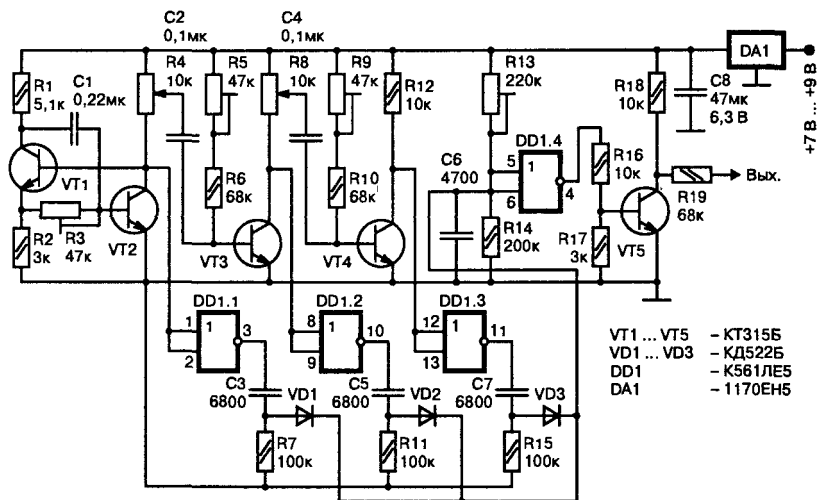 C2
0,1мк
C4
0,1мк
R1
5,1к
C1
0,22мк
R4
10к
R5
47к
R8
10к
R9
47к
R12
10к
R13
220к
R18
10к
DA1
C8
47мк
6,3 В
+7 В ... +9 В
VT1
R2
3к
R3
47к
VT2
R6
68к
VT3
R10
68к
VT4
C6
4700
DD1.4
1
5
6
4
R14
200к
R16
10к
R17
3к
VT5
R19
68к
Вых.
DD1.1
1
1
2
3
DD1.2
1
8
9
10
DD1.3
1
12
13
11
C3
6800
VD1
R7
100к
C5
6800
VD2
R11
100к
C7
6800
VD3
R15
100к
VT1 ... VT5 – КТ315Б
VD1 ... VD3 – КД522Б
DD1 – К561ЛЕ5
DA1 – 1170ЕН5